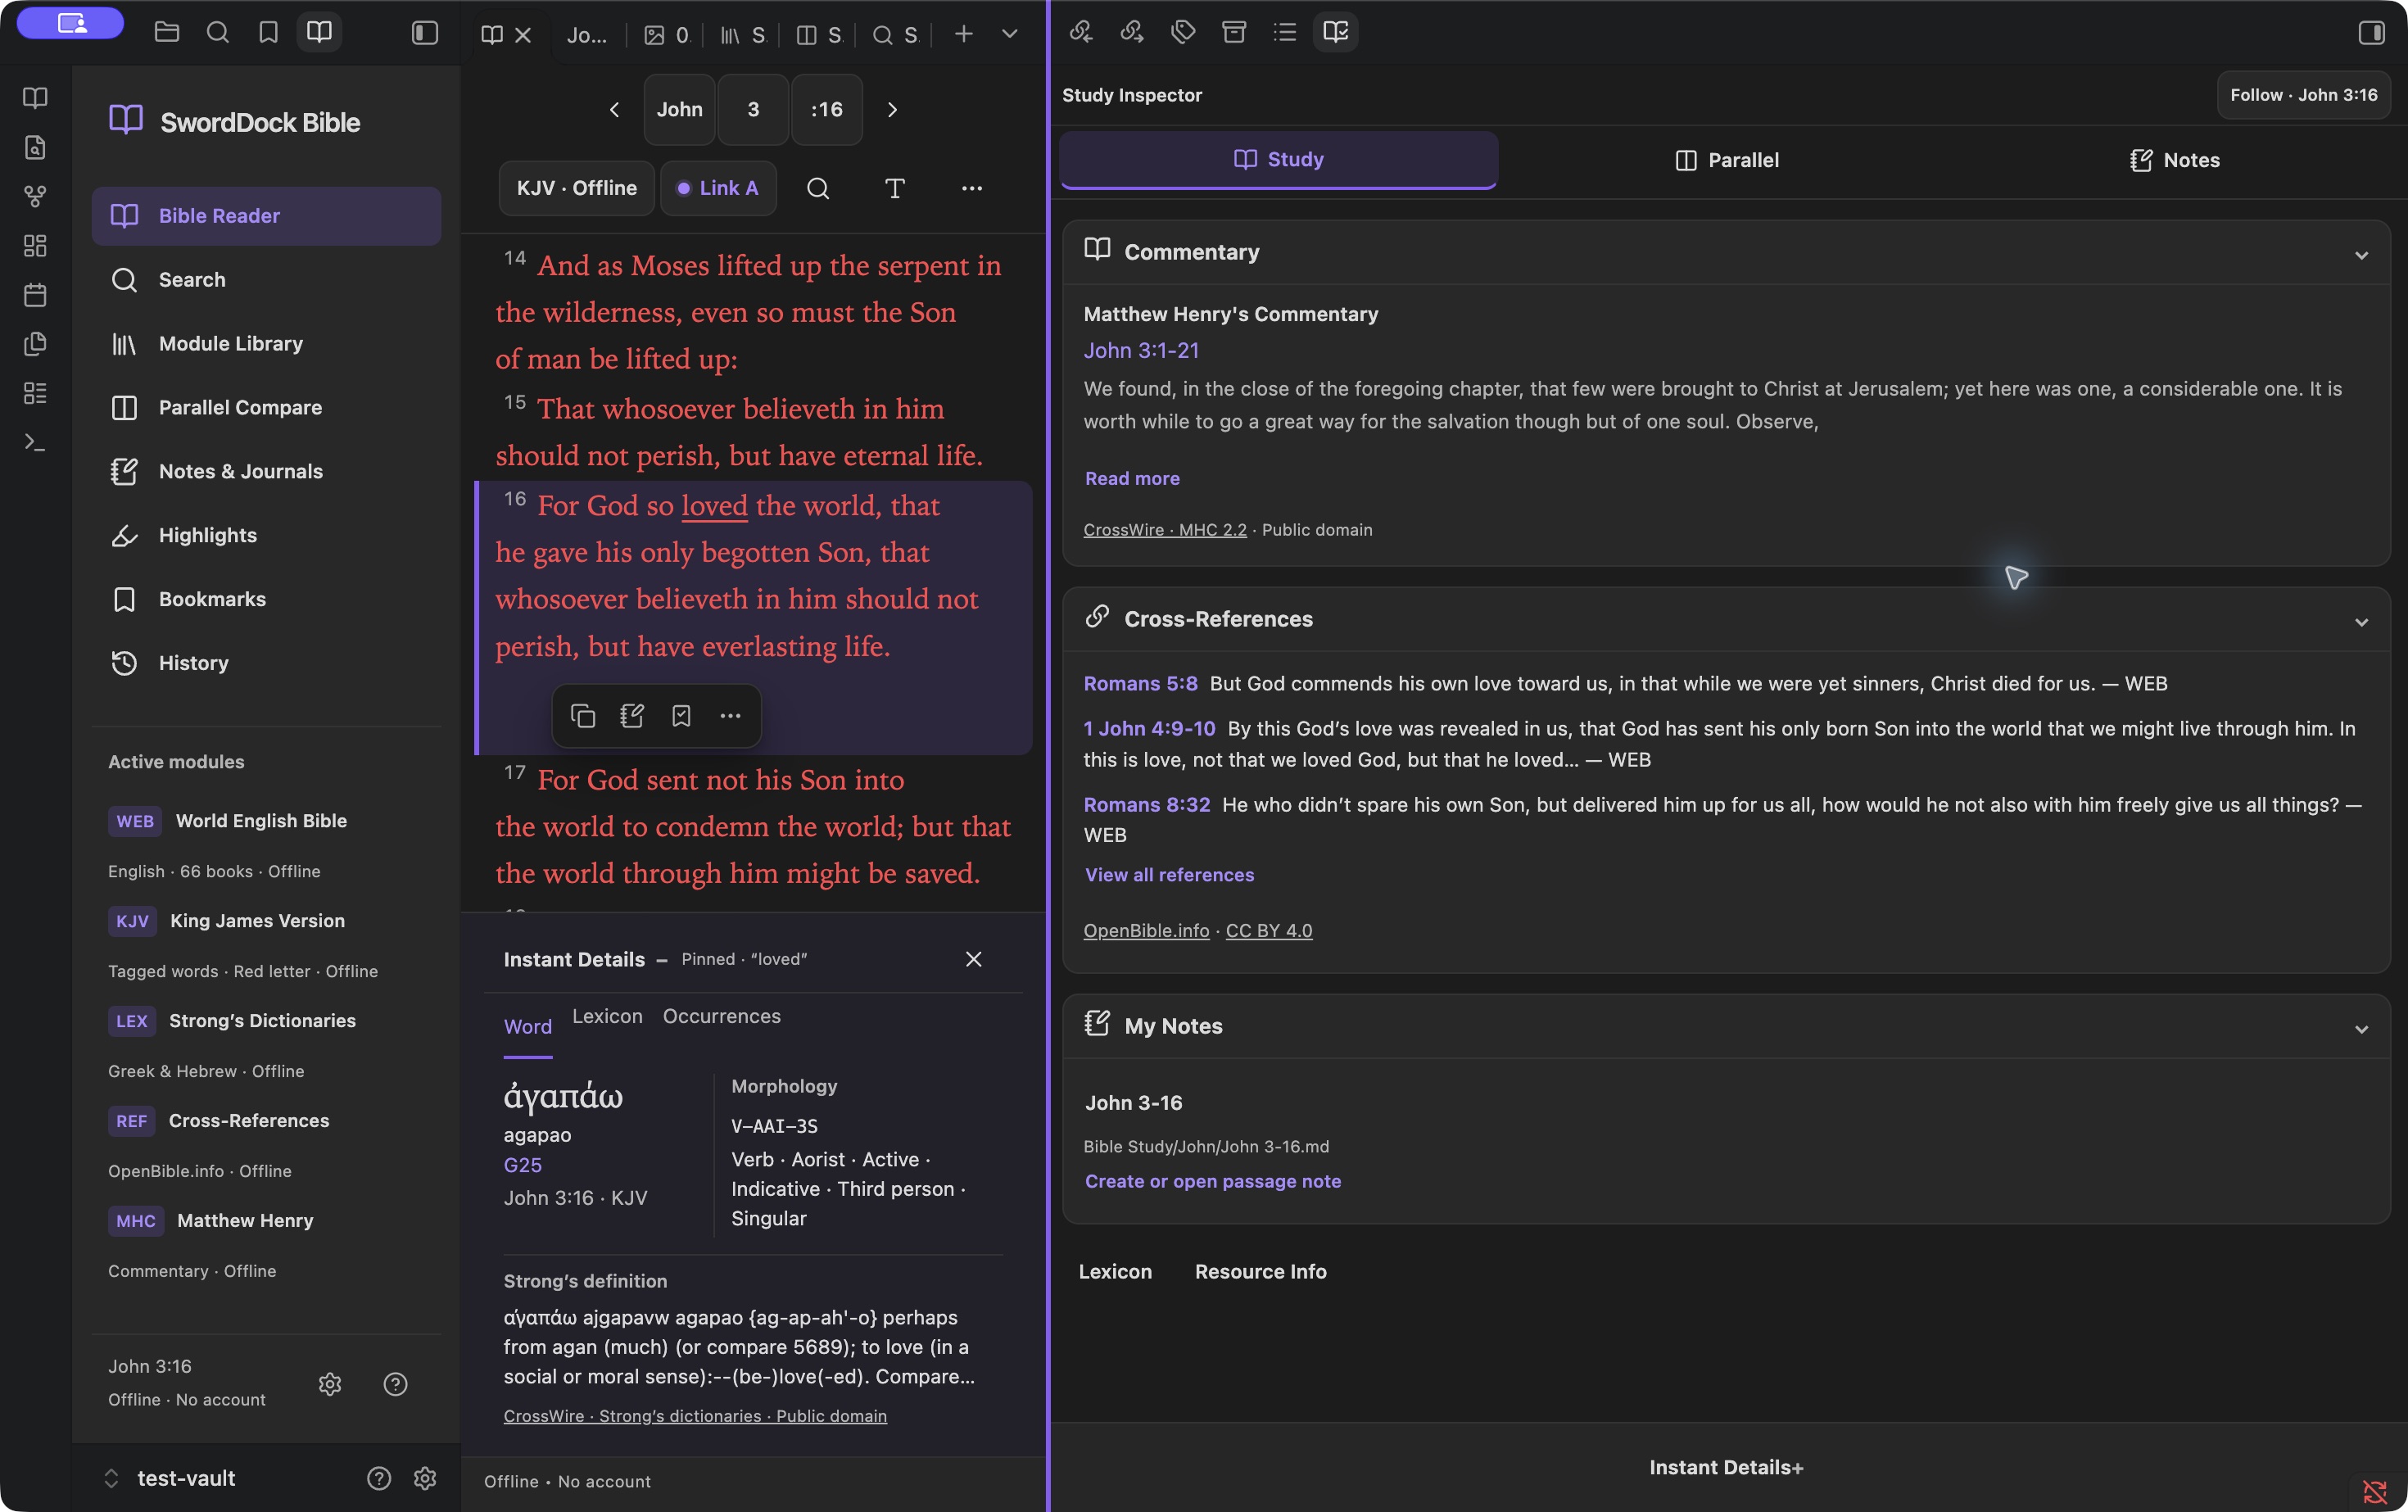 Jo...
0.
S.
S.
S.
SwordDock Bible
Bible Reader
Search
Module Library
Parallel Compare
Notes & Journals
Highlights
Bookmarks
History
Active modules
WEB World English Bible
English · 66 books · Offline
KJV King James Version
Tagged words · Red letter · Offline
LEX Strong’s Dictionaries
Greek & Hebrew · Offline
REF Cross-References
OpenBible.info · Offline
MHC Matthew Henry
Commentary · Offline
John 3:16
Offline · No account
test-vault
John 3 :16
KJV · Offline Link A
14 And as Moses lifted up the serpent in
the wilderness, even so must the Son
of man be lifted up:
15 That whosoever believeth in him
should not perish, but have eternal life.
16 For God so loved the world, that
he gave his only begotten Son, that
whosoever believeth in him should not
perish, but have everlasting life.
17 For God sent not his Son into
the world to condemn the world; but that
the world through him might be saved.
Instant Details – Pinned · “loved”
Word Lexicon Occurrences
ἀγαπάω
agapao
G25
John 3:16 · KJV
Morphology
V-AAI-3S
Verb · Aorist · Active ·
Indicative · Third person ·
Singular
Strong’s definition
ἀγαπάω ajgapavw agapao {ag-ap-ah'-o} perhaps
from agan (much) (or compare 5689); to love (in a
social or moral sense):--(be-)love(-ed). Compare...
CrossWire · Strong’s dictionaries · Public domain
Offline • No account
Study Inspector
Follow · John 3:16
Study Parallel Notes
Commentary
Matthew Henry's Commentary
John 3:1-21
We found, in the close of the foregoing chapter, that few were brought to Christ at Jerusalem; yet here was one, a considerable one. It is
worth while to go a great way for the salvation though but of one soul. Observe,
Read more
CrossWire · MHC 2.2 · Public domain
Cross-References
Romans 5:8 But God commends his own love toward us, in that while we were yet sinners, Christ died for us. — WEB
1 John 4:9-10 By this God’s love was revealed in us, that God has sent his only born Son into the world that we might live through him. In
this is love, not that we loved God, but that he loved... — WEB
Romans 8:32 He who didn’t spare his own Son, but delivered him up for us all, how would he not also with him freely give us all things? —
WEB
View all references
OpenBible.info · CC BY 4.0
My Notes
John 3-16
Bible Study/John/John 3-16.md
Create or open passage note
Lexicon Resource Info
Instant Details+